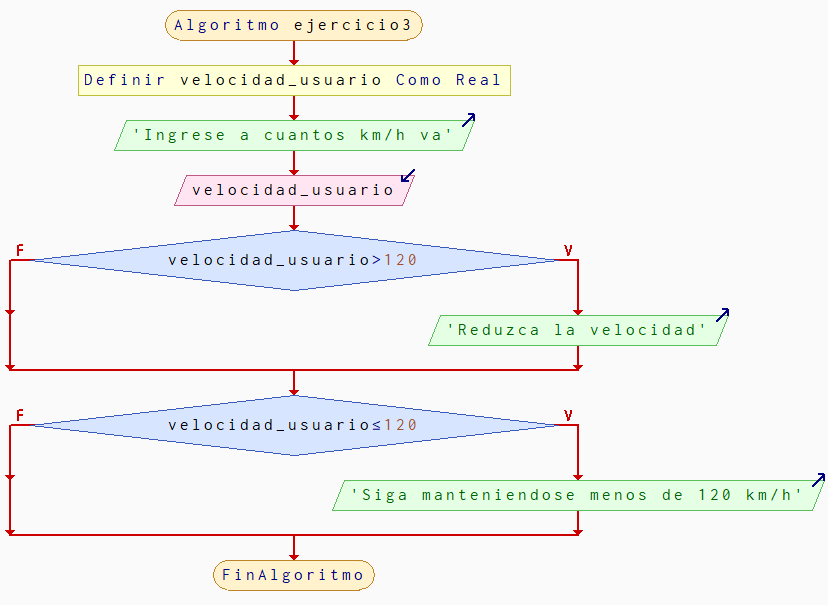 Algoritmo ejercicio3
Definir velocidad_usuario Como Real
'Ingrese a cuantos km/h va'
velocidad_usuario
F
V
velocidad_usuario>120
'Reduzca la velocidad'
F
V
velocidad_usuario≤120
'Siga manteniendose menos de 120 km/h'
FinAlgoritmo